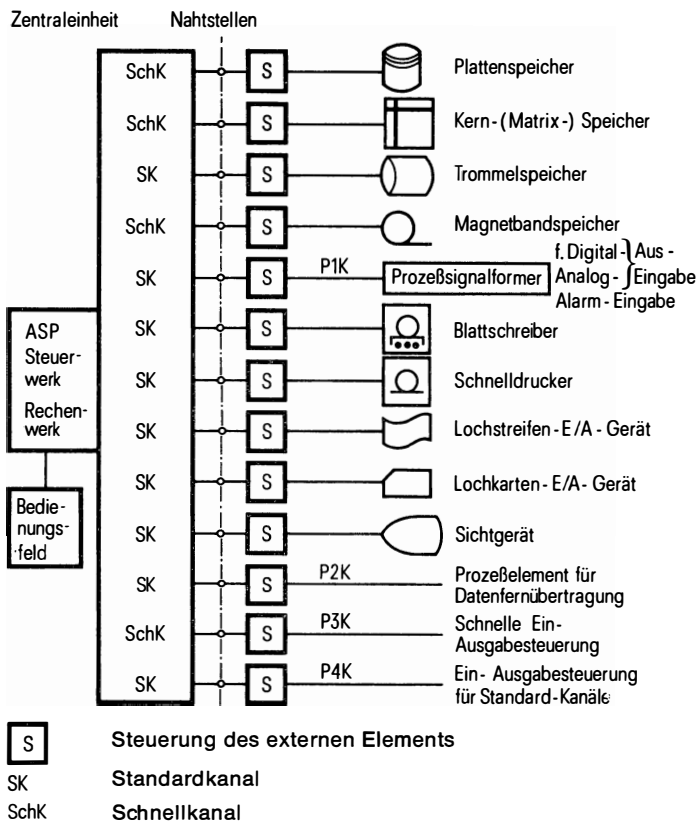 Zentraleinheit Nahtstellen
SchK S Plattenspeicher
SchK S Kern-(Matrix-) Speicher
SK S Trommelspeicher
SchK S Magnetbandspeicher
f. Digital- Aus-
SK S P1K Prozeßsignalformer Analog- Eingabe
Alarm-Eingabe
SK S Blattschreiber
ASP
Steuer-
werk
Rechen-
werk
SK S Schnelldrucker
SK S Lochstreifen-E/A-Gerät
SK S Lochkarten-E/A-Gerät
Bedie-
nungs-
feld
SK S Sichtgerät
SK S P2K Prozeßelement für
Datenfernübertragung
SchK S P3K Schnelle Ein-
Ausgabesteuerung
SK S P4K Ein- Ausgabesteuerung
für Standard-Kanäle
S Steuerung des externen Elements
SK Standardkanal
SchK Schnellkanal